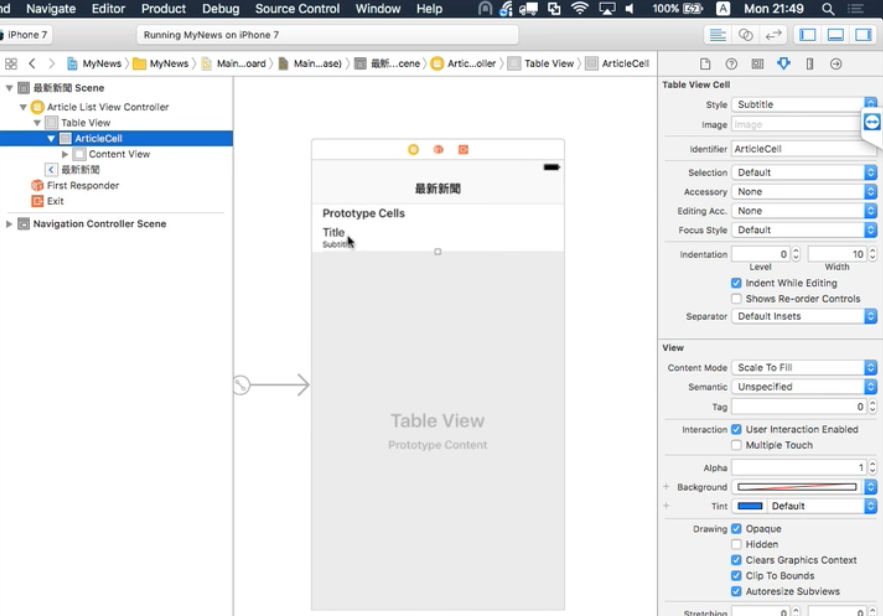 nd Navigate Editor Product Debug Source Control Window Help 100% A Mon 21:49
iPhone 7 Running MyNews on iPhone 7
MyNews MyNews Main...oard Main...ase) 最新...cene Artic...oller Table View ArticleCell
最新新聞 Scene
Article List View Controller
Table View
ArticleCell
Content View
最新新聞
First Responder
Exit
Navigation Controller Scene
最新新聞
Prototype Cells
Title
Subtitle
Table View
Prototype Content
Table View Cell
Style Subtitle
Image Image
Identifier ArticleCell
Selection Default
Accessory None
Editing Acc. None
Focus Style Default
Indentation 0 10
Level Width
Indent While Editing
Shows Re-order Controls
Separator Default Insets
View
Content Mode Scale To Fill
Semantic Unspecified
Tag 0
Interaction User Interaction Enabled
Multiple Touch
Alpha 1
Background
Tint Default
Drawing Opaque
Hidden
Clears Graphics Context
Clip To Bounds
Autoresize Subviews
Stretching 0 0